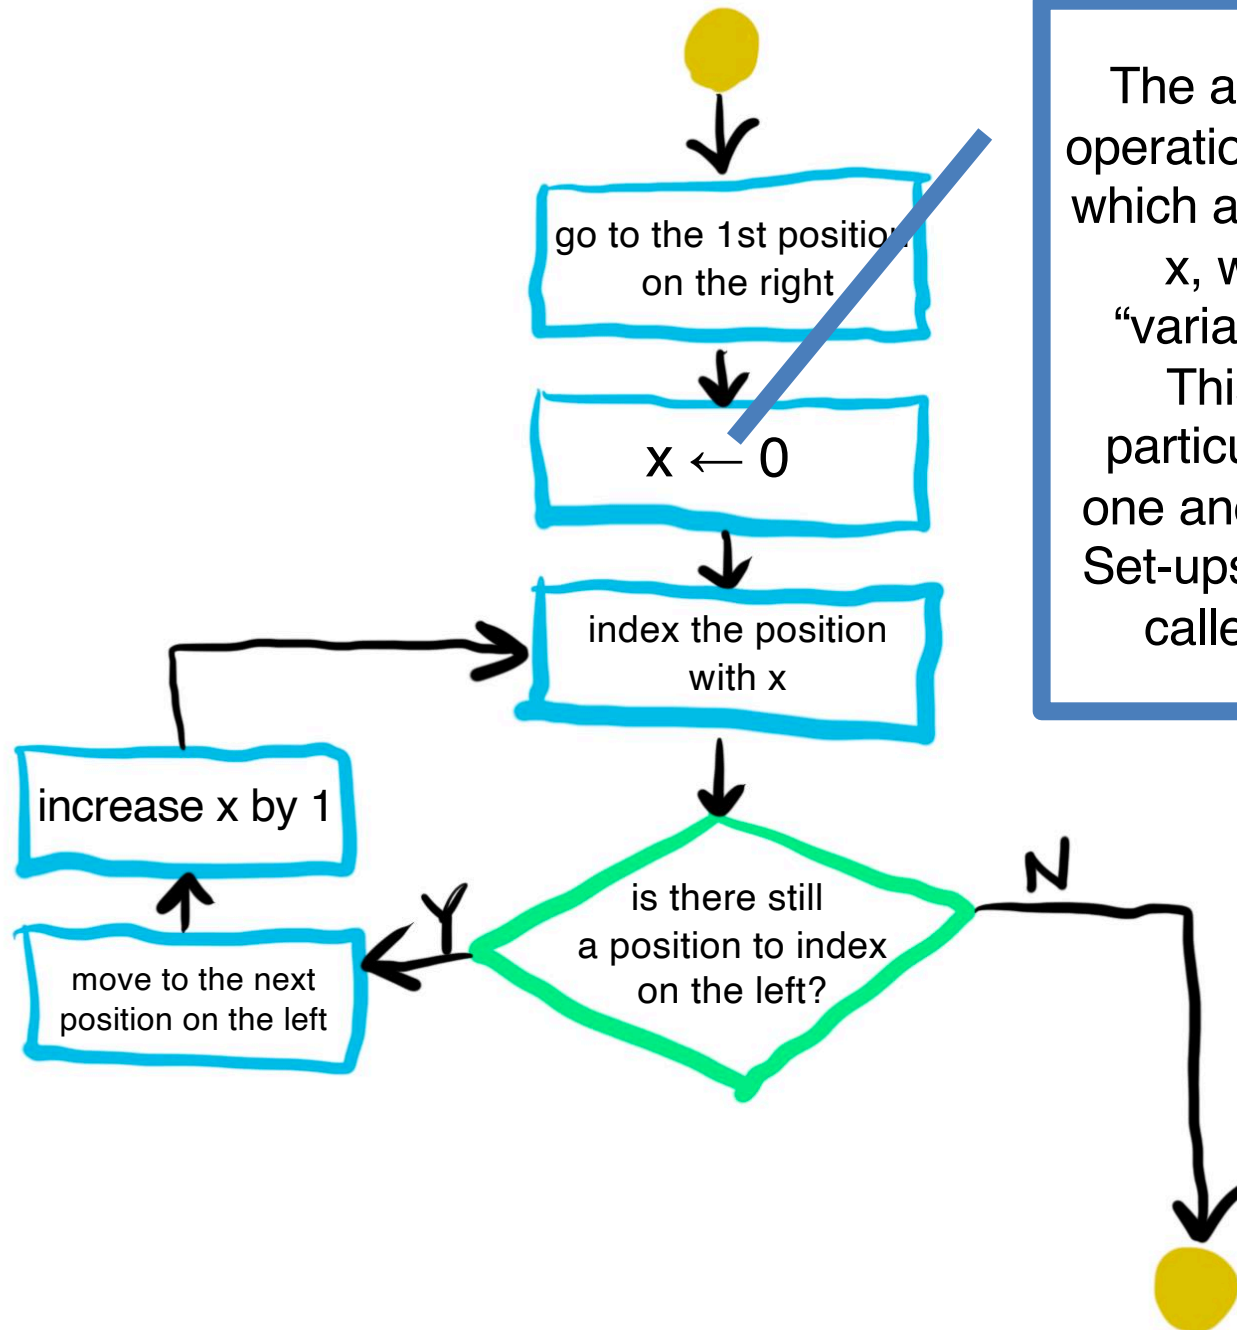 go to the 1st position
on the right
x ← 0
index the position
with x
is there still
a position to index
on the left?
Y
N
move to the next
position on the left
increase x by 1
The
operatio
which
x,
“varia
This
particu
one
Set-ups
calle